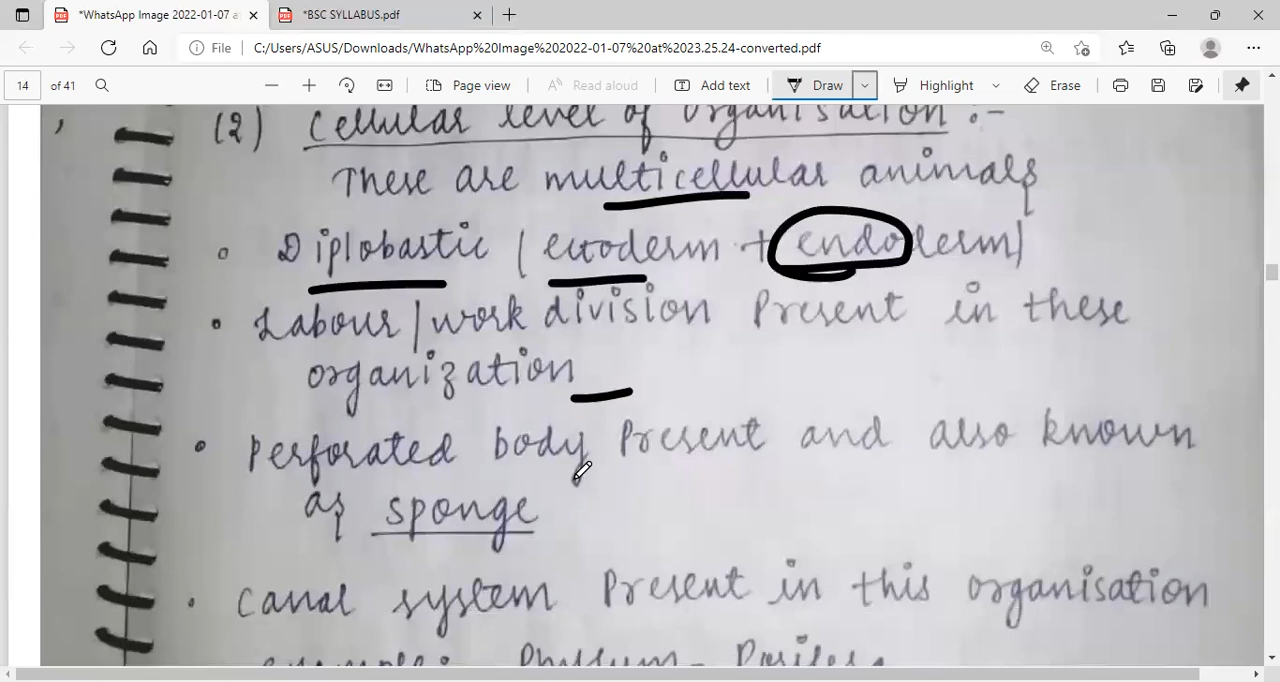 *WhatsApp Image 2022-01-07 a
*BSC SYLLABUS.pdf
File
C:/Users/ASUS/Downloads/WhatsApp%20Image%202022-01-07%20at%2023.25.24-converted.pdf
14 of 41
Page view
Read aloud
Add text
Draw
Highlight
Erase
(2) Cellular level of organisation :-
These are multicellular animals
Diplobastic (ectoderm + endoderm)
Labour/work division Present in these
organization
Perforated body Present and also known
as sponge
Canal system Present in this organisation
example: Phyllum - Porifera